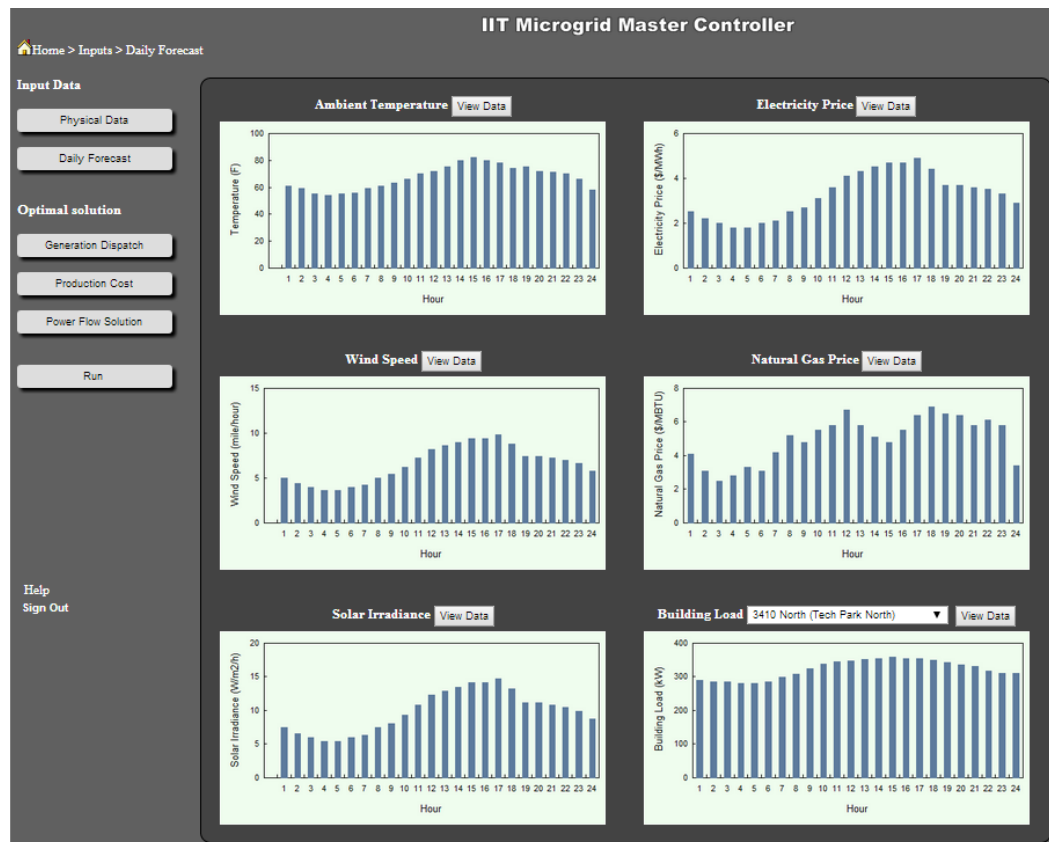 IIT Microgrid Master Controller
Home > Inputs > Daily Forecast
Input Data
Physical Data
Daily Forecast
Optimal solution
Generation Dispatch
Production Cost
Power Flow Solution
Run
Help
Sign Out
Ambient Temperature View Data
100
80
60
40
20
0
Temperature (F)
1 2 3 4 5 6 7 8 9 10 11 12 13 14 15 16 17 18 19 20 21 22 23 24
Hour
Electricity Price View Data
6
4
2
0
Electricity Price ($/MWh)
1 2 3 4 5 6 7 8 9 10 11 12 13 14 15 16 17 18 19 20 21 22 23 24
Hour
Wind Speed View Data
15
10
5
0
Wind Speed (mile/hour)
1 2 3 4 5 6 7 8 9 10 11 12 13 14 15 16 17 18 19 20 21 22 23 24
Hour
Natural Gas Price View Data
8
6
4
2
0
Natural Gas Price ($/MBTU)
1 2 3 4 5 6 7 8 9 10 11 12 13 14 15 16 17 18 19 20 21 22 23 24
Hour
Solar Irradiance View Data
20
15
10
5
0
Solar Irradiance (W/m2/h)
1 2 3 4 5 6 7 8 9 10 11 12 13 14 15 16 17 18 19 20 21 22 23 24
Hour
Building Load 3410 North (Tech Park North) View Data
400
300
200
100
0
Building Load (kW)
1 2 3 4 5 6 7 8 9 10 11 12 13 14 15 16 17 18 19 20 21 22 23 24
Hour